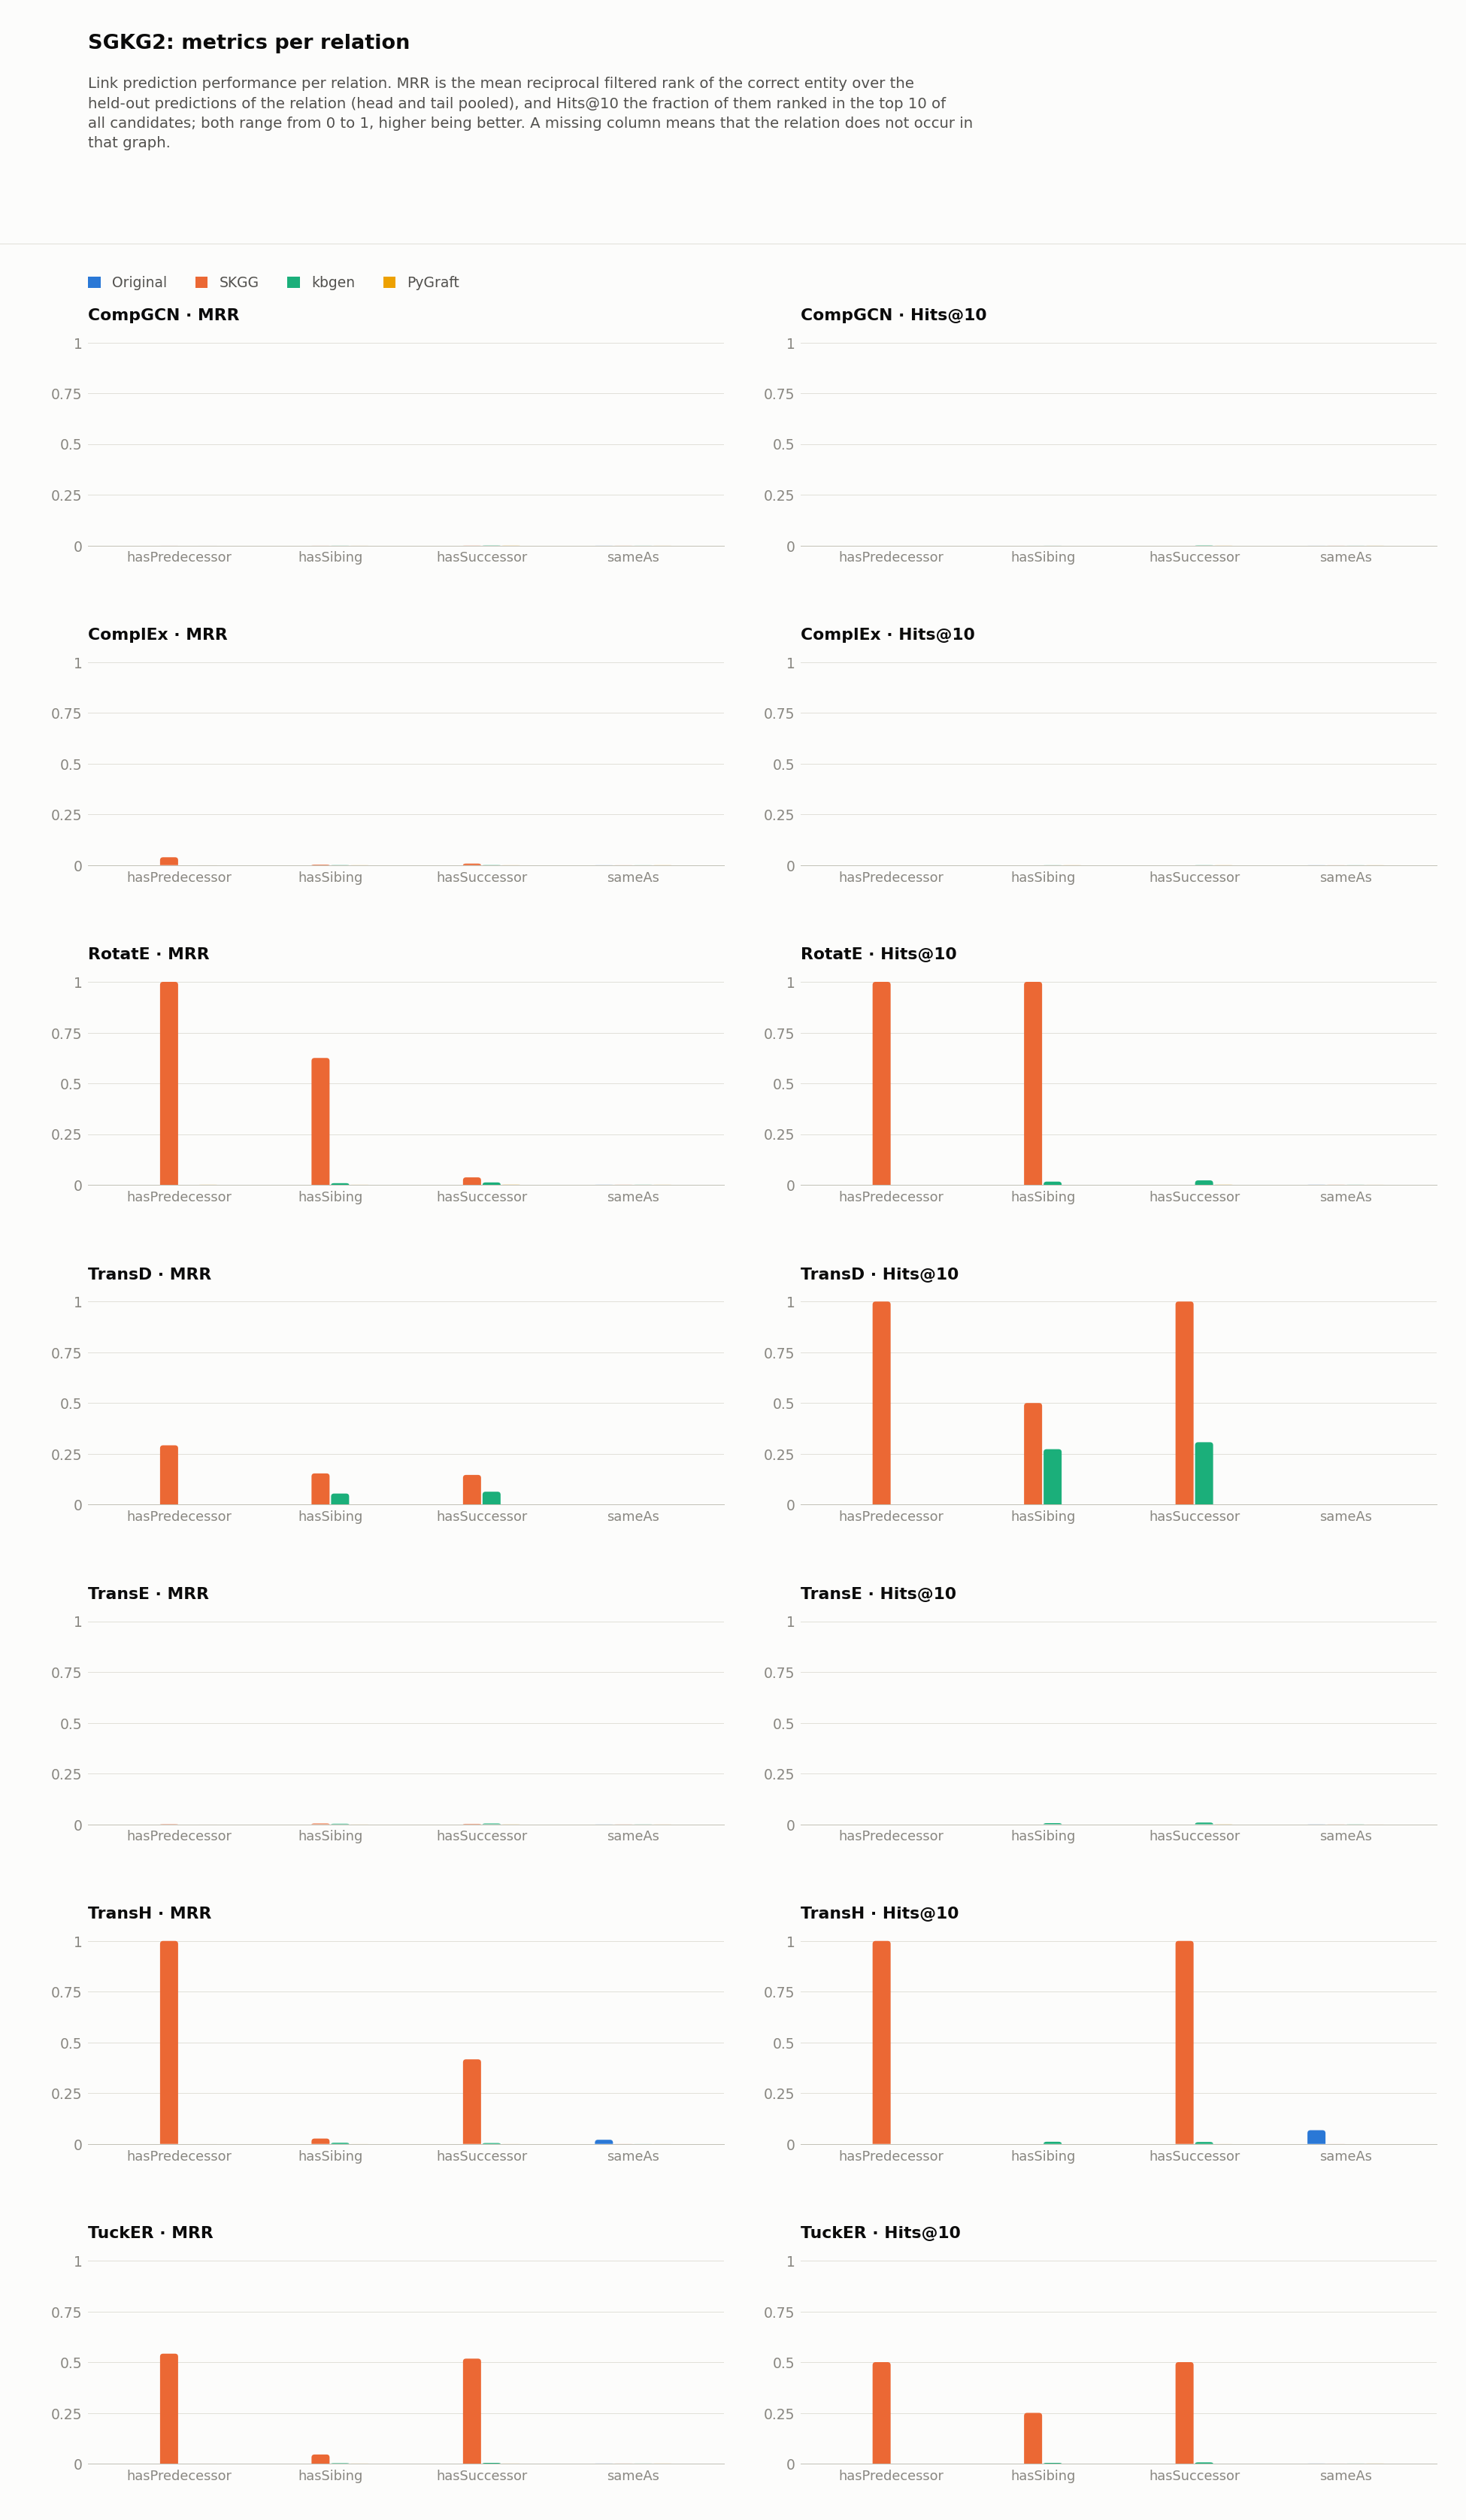 SGKG2: metrics per relation
Link prediction performance per relation. MRR is the mean reciprocal filtered rank of the correct entity over the
held-out predictions of the relation (head and tail pooled), and Hits@10 the fraction of them ranked in the top 10 of
all candidates; both range from 0 to 1, higher being better. A missing column means that the relation does not occur in
that graph.
Original SKGG kbgen PyGraft
CompGCN · MRR
1
0.75
0.5
0.25
0
hasPredecessor hasSibing hasSuccessor sameAs
CompGCN · Hits@10
1
0.75
0.5
0.25
0
hasPredecessor hasSibing hasSuccessor sameAs
ComplEx · MRR
1
0.75
0.5
0.25
0
hasPredecessor hasSibing hasSuccessor sameAs
ComplEx · Hits@10
1
0.75
0.5
0.25
0
hasPredecessor hasSibing hasSuccessor sameAs
RotatE · MRR
1
0.75
0.5
0.25
0
hasPredecessor hasSibing hasSuccessor sameAs
RotatE · Hits@10
1
0.75
0.5
0.25
0
hasPredecessor hasSibing hasSuccessor sameAs
TransD · MRR
1
0.75
0.5
0.25
0
hasPredecessor hasSibing hasSuccessor sameAs
TransD · Hits@10
1
0.75
0.5
0.25
0
hasPredecessor hasSibing hasSuccessor sameAs
TransE · MRR
1
0.75
0.5
0.25
0
hasPredecessor hasSibing hasSuccessor sameAs
TransE · Hits@10
1
0.75
0.5
0.25
0
hasPredecessor hasSibing hasSuccessor sameAs
TransH · MRR
1
0.75
0.5
0.25
0
hasPredecessor hasSibing hasSuccessor sameAs
TransH · Hits@10
1
0.75
0.5
0.25
0
hasPredecessor hasSibing hasSuccessor sameAs
TuckER · MRR
1
0.75
0.5
0.25
0
hasPredecessor hasSibing hasSuccessor sameAs
TuckER · Hits@10
1
0.75
0.5
0.25
0
hasPredecessor hasSibing hasSuccessor sameAs